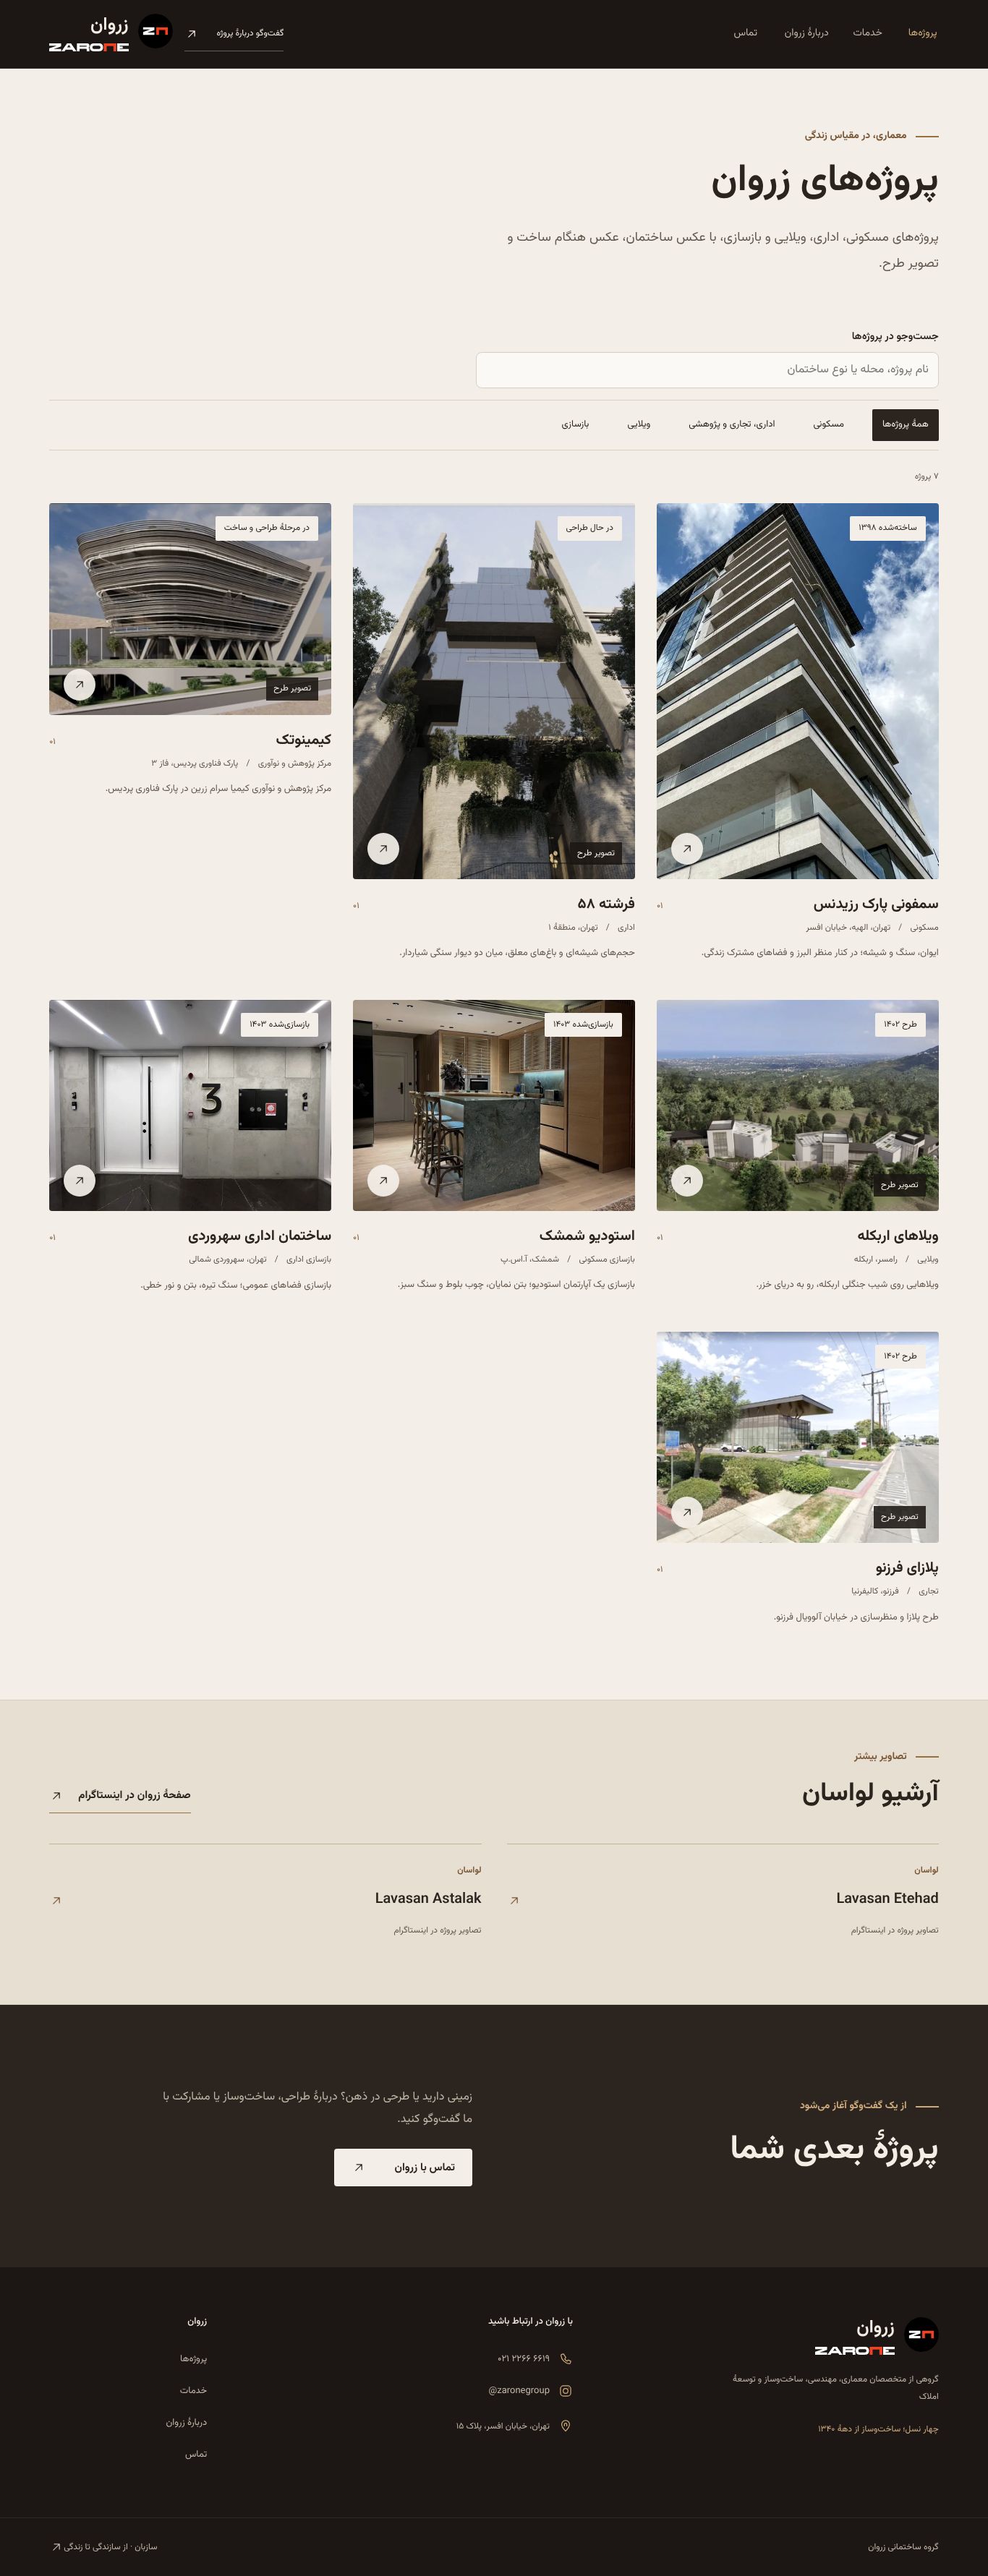 پروژه‌ها
خدمات
دربارهٔ زروان
تماس
گفت‌وگو دربارهٔ پروژه
zn
زروان
ZARONE
معماری، در مقیاس زندگی
پروژه‌های زروان
پروژه‌های مسکونی، اداری، ویلایی و بازسازی، با عکس ساختمان، عکس هنگام ساخت و
تصویر طرح.
جست‌وجو در پروژه‌ها
نام پروژه، محله یا نوع ساختمان
همهٔ پروژه‌ها
مسکونی
اداری، تجاری و پژوهشی
ویلایی
بازسازی
۷ پروژه
ساخته‌شده ۱۳۹۸
سمفونی پارک رزیدنس
۰۱
مسکونی / تهران، الهیه، خیابان افسر
ایوان، سنگ و شیشه؛ در کنار منظر البرز و فضاهای مشترک زندگی.
در حال طراحی
تصویر طرح
فرشته ۵۸
۰۱
اداری / تهران، منطقهٔ ۱
حجم‌های شیشه‌ای و باغ‌های معلق، میان دو دیوار سنگی شیاردار.
در مرحلهٔ طراحی و ساخت
تصویر طرح
کیمینوتک
۰۱
مرکز پژوهش و نوآوری / پارک فناوری پردیس، فاز ۳
مرکز پژوهش و نوآوری کیمیا سرام زرین در پارک فناوری پردیس.
طرح ۱۴۰۲
تصویر طرح
ویلاهای اربکله
۰۱
ویلایی / رامسر، اربکله
ویلاهایی روی شیب جنگلی اربکله، رو به دریای خزر.
بازسازی‌شده ۱۴۰۳
استودیو شمشک
۰۱
بازسازی مسکونی / شمشک، آ.اس.پ
بازسازی یک آپارتمان استودیو؛ بتن نمایان، چوب بلوط و سنگ سبز.
بازسازی‌شده ۱۴۰۳
3
ساختمان اداری سهروردی
۰۱
بازسازی اداری / تهران، سهروردی شمالی
بازسازی فضاهای عمومی؛ سنگ تیره، بتن و نور خطی.
طرح ۱۴۰۲
تصویر طرح
پلازای فرزنو
۰۱
تجاری / فرزنو، کالیفرنیا
طرح پلازا و منظرسازی در خیابان آلوویال فرزنو.
تصاویر بیشتر
آرشیو لواسان
صفحهٔ زروان در اینستاگرام
لواسان
Lavasan Etehad
تصاویر پروژه در اینستاگرام
لواسان
Lavasan Astalak
تصاویر پروژه در اینستاگرام
از یک گفت‌وگو آغاز می‌شود
پروژهٔ بعدی شما
زمینی دارید یا طرحی در ذهن؟ دربارهٔ طراحی، ساخت‌وساز یا مشارکت با
ما گفت‌وگو کنید.
تماس با زروان
zn
زروان
ZARONE
گروهی از متخصصان معماری، مهندسی، ساخت‌وساز و توسعهٔ
املاک
چهار نسل؛ ساخت‌وساز از دههٔ ۱۳۴۰
با زروان در ارتباط باشید
۰۲۱ ۲۲۶۶ ۶۶۱۹
@zaronegroup
تهران، خیابان افسر، پلاک ۱۵
زروان
پروژه‌ها
خدمات
دربارهٔ زروان
تماس
گروه ساختمانی زروان
سازبان · از سازندگی تا زندگی